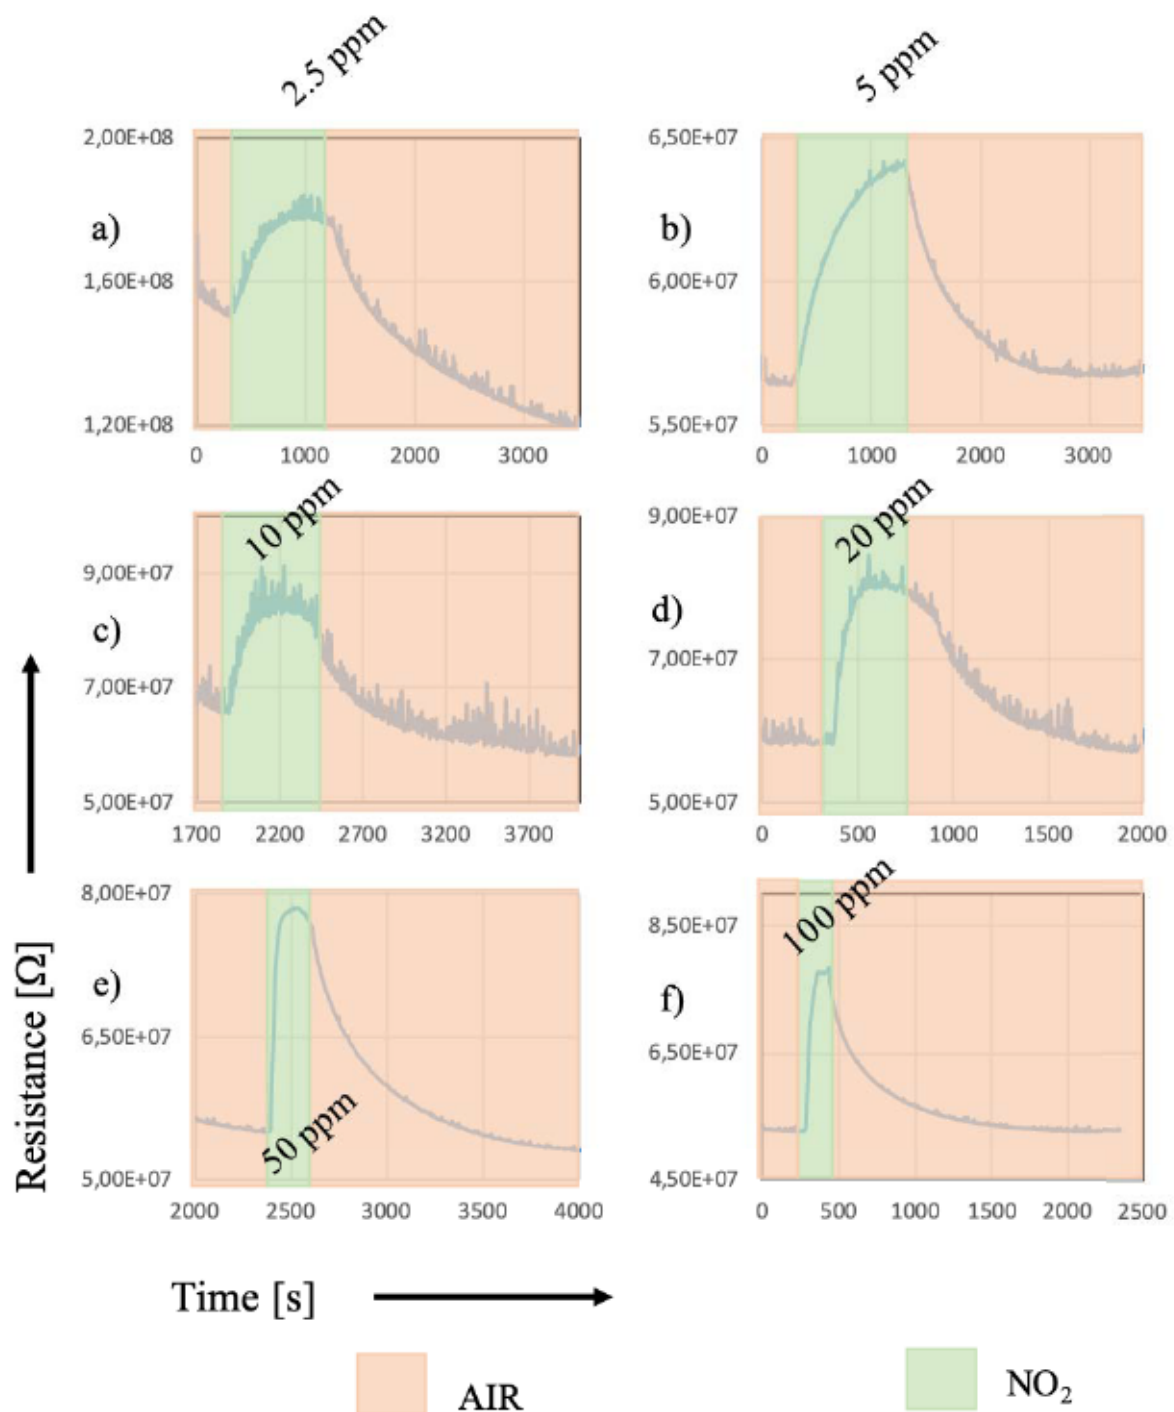 2.5 ppm
5 ppm
a)
2,00E+08
1,60E+08
1,20E+08
0 1000 2000 3000
b)
6,50E+07
6,00E+07
5,50E+07
0 1000 2000 3000
10 ppm
20 ppm
c)
9,00E+07
7,00E+07
5,00E+07
1700 2200 2700 3200 3700
d)
9,00E+07
7,00E+07
5,00E+07
0 500 1000 1500 2000
50 ppm
100 ppm
e)
8,00E+07
6,50E+07
5,00E+07
2000 2500 3000 3500 4000
f)
8,50E+07
6,50E+07
4,50E+07
0 500 1000 1500 2000 2500
Resistance [Ω]
Time [s]
AIR
NO₂